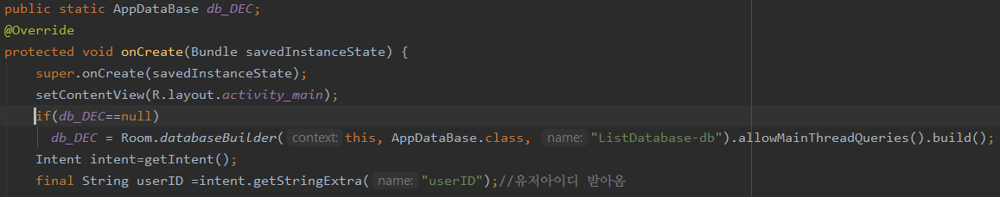 public static AppDataBase db_DEC;
@Override
protected void onCreate(Bundle savedInstanceState) {
super.onCreate(savedInstanceState);
setContentView(R.layout.activity_main);
if(db_DEC==null)
db_DEC = Room.databaseBuilder( context: this, AppDataBase.class, name: "ListDatabase-db").allowMainThreadQueries().build();
Intent intent=getIntent();
final String userID =intent.getStringExtra( name: "userID");//유저아이디 받아옴